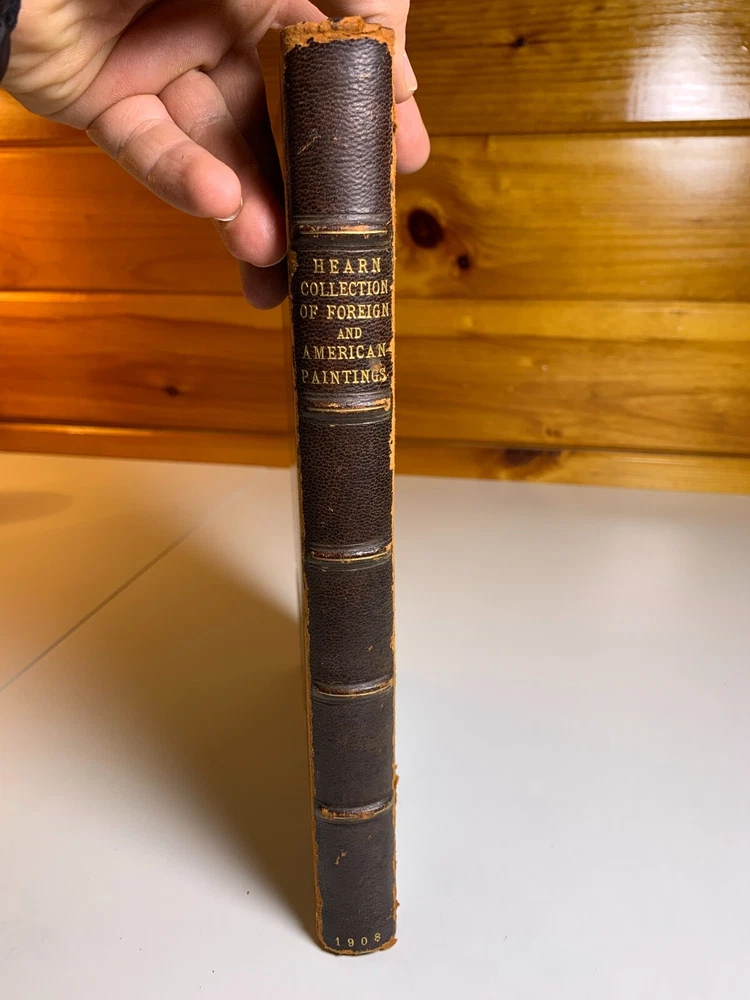 HEARN
COLLECTION
OF FOREIGN
AND
AMERICAN
PAINTINGS
1908